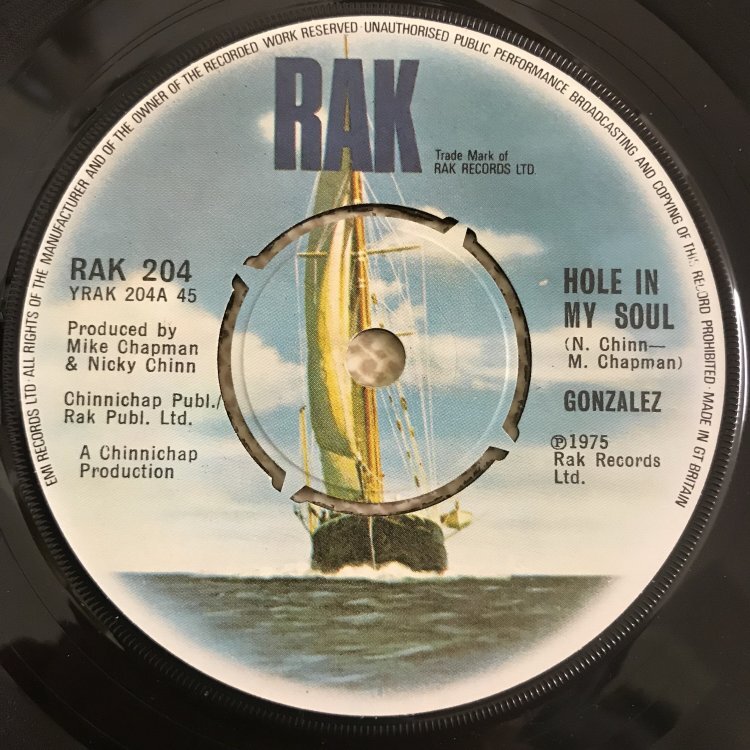 EMI RECORDS LTD · ALL RIGHTS OF THE MANUFACTURER AND OF THE OWNER OF THE RECORDED WORK RESERVED · UNAUTHORISED PUBLIC PERFORMANCE BROADCASTING AND COPYING OF THIS RECORD PROHIBITED · MADE IN GT BRITAIN
RAK
Trade Mark of
RAK RECORDS LTD.
RAK 204
YRAK 204A 45
Produced by
Mike Chapman
& Nicky Chinn
Chinnichap Publ./
Rak Publ. Ltd.
A Chinnichap
Production
HOLE IN
MY SOUL
(N. Chinn—
M. Chapman)
GONZALEZ
℗1975
Rak Records
Ltd.